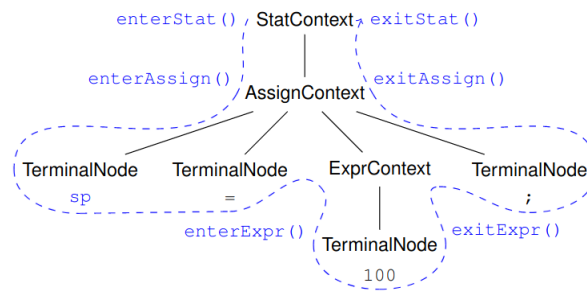 enterStat() StatContext exitStat()
enterAssign() exitAssign()
AssignContext
TerminalNode TerminalNode ExprContext TerminalNode
sp = ;
enterExpr() exitExpr()
TerminalNode
100